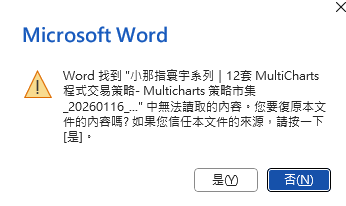 Microsoft Word
Word 找到 "小那指寰宇系列｜12套 MultiCharts
程式交易策略- Multicharts 策略市集
_20260116_..." 中無法讀取的內容。您要復原本文
件的內容嗎? 如果您信任本文件的來源，請按一下
[是]。
是(Y)
否(N)